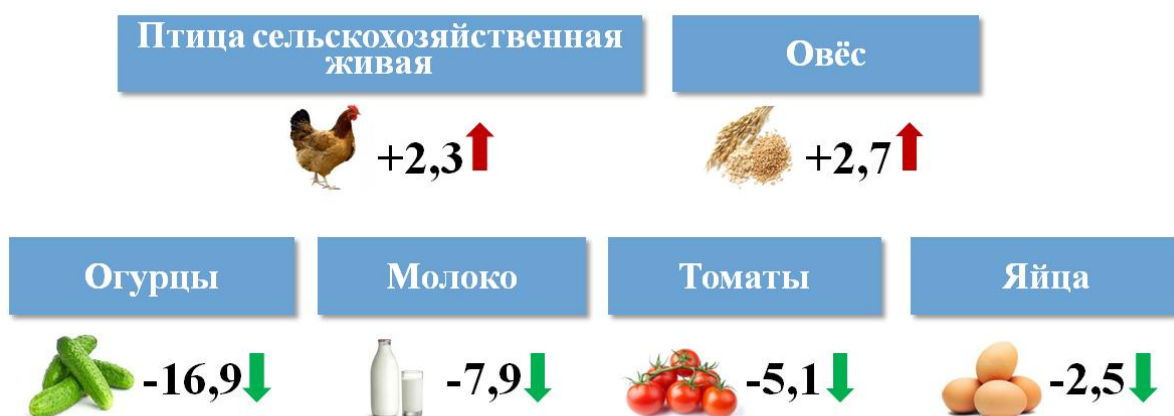 Птица сельскохозяйственная
живая
Овёс
+2,3
+2,7
Огурцы
Молоко
Томаты
Яйца
-16,9
-7,9
-5,1
-2,5